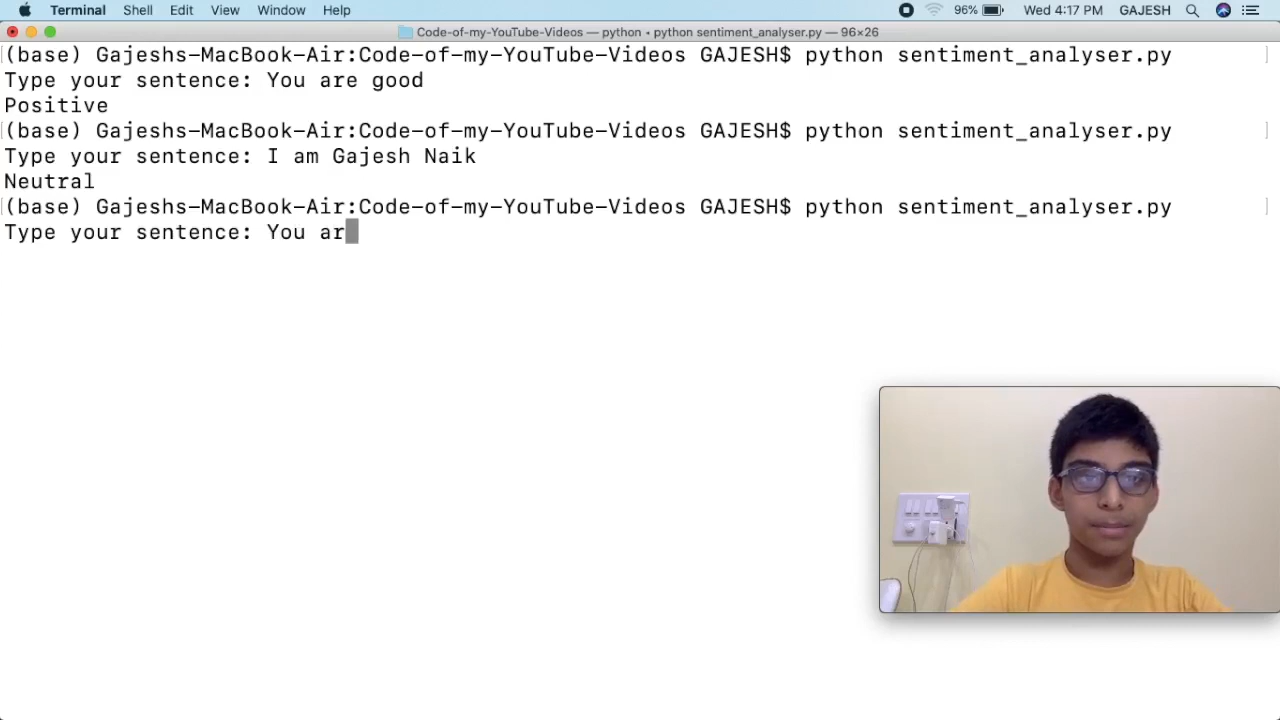 Terminal Shell Edit View Window Help 96% Wed 4:17 PM GAJESH
Code-of-my-YouTube-Videos — python • python sentiment_analyser.py — 96×26
(base) Gajeshs-MacBook-Air:Code-of-my-YouTube-Videos GAJESH$ python sentiment_analyser.py
Type your sentence: You are good
Positive
(base) Gajeshs-MacBook-Air:Code-of-my-YouTube-Videos GAJESH$ python sentiment_analyser.py
Type your sentence: I am Gajesh Naik
Neutral
(base) Gajeshs-MacBook-Air:Code-of-my-YouTube-Videos GAJESH$ python sentiment_analyser.py
Type your sentence: You ar